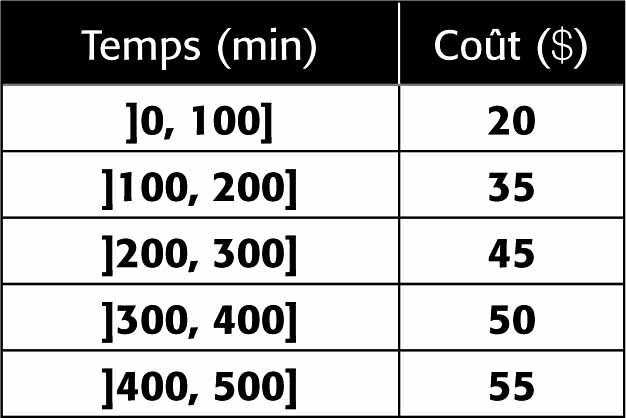 Temps (min) Coût ($)
]0, 100] 20
]100, 200] 35
]200, 300] 45
]300, 400] 50
]400, 500] 55